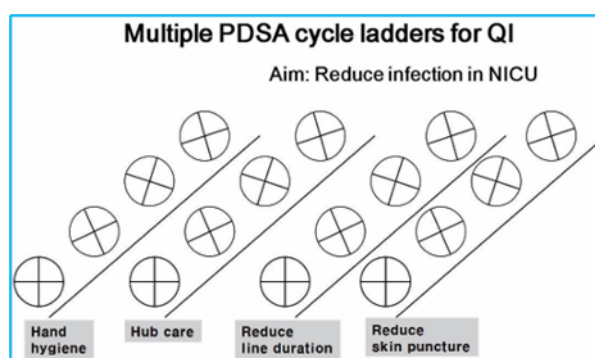 Multiple PDSA cycle ladders for QI
Aim: Reduce infection in NICU
Hand
hygiene
Hub care
Reduce
line duration
Reduce
skin puncture